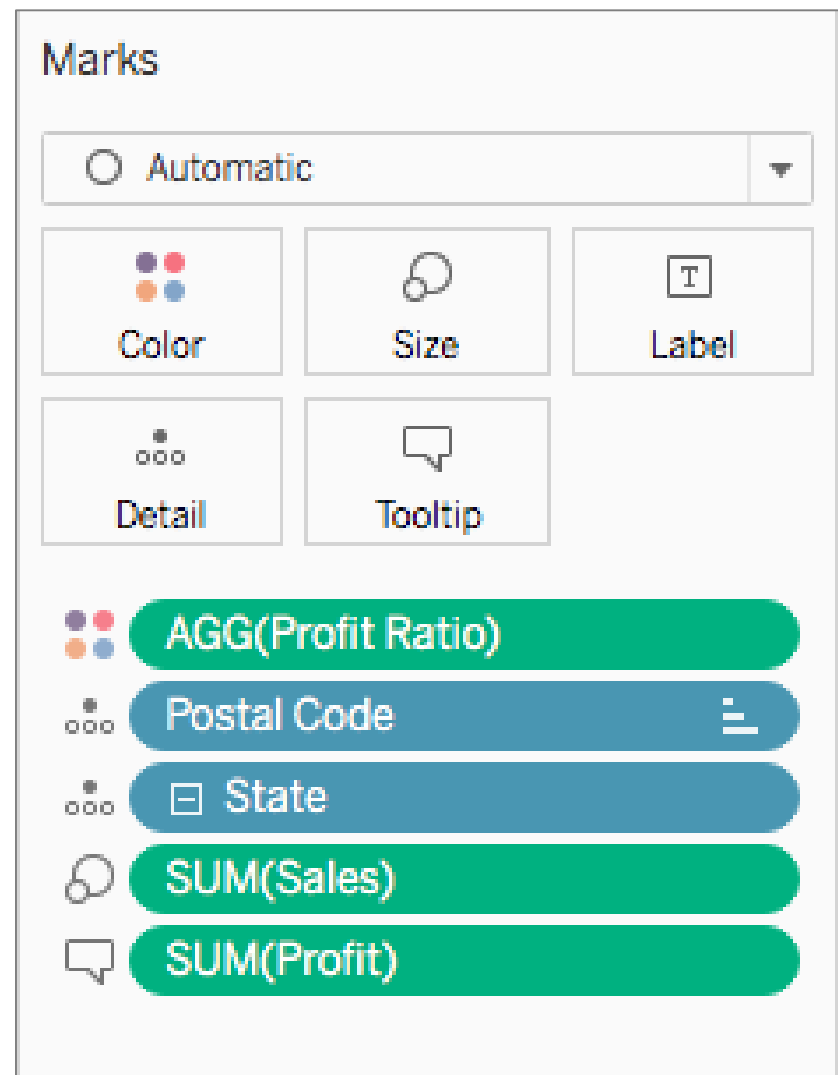 Marks
Automatic
Color Size Label
T
Detail Tooltip
AGG(Profit Ratio)
Postal Code
State
SUM(Sales)
SUM(Profit)